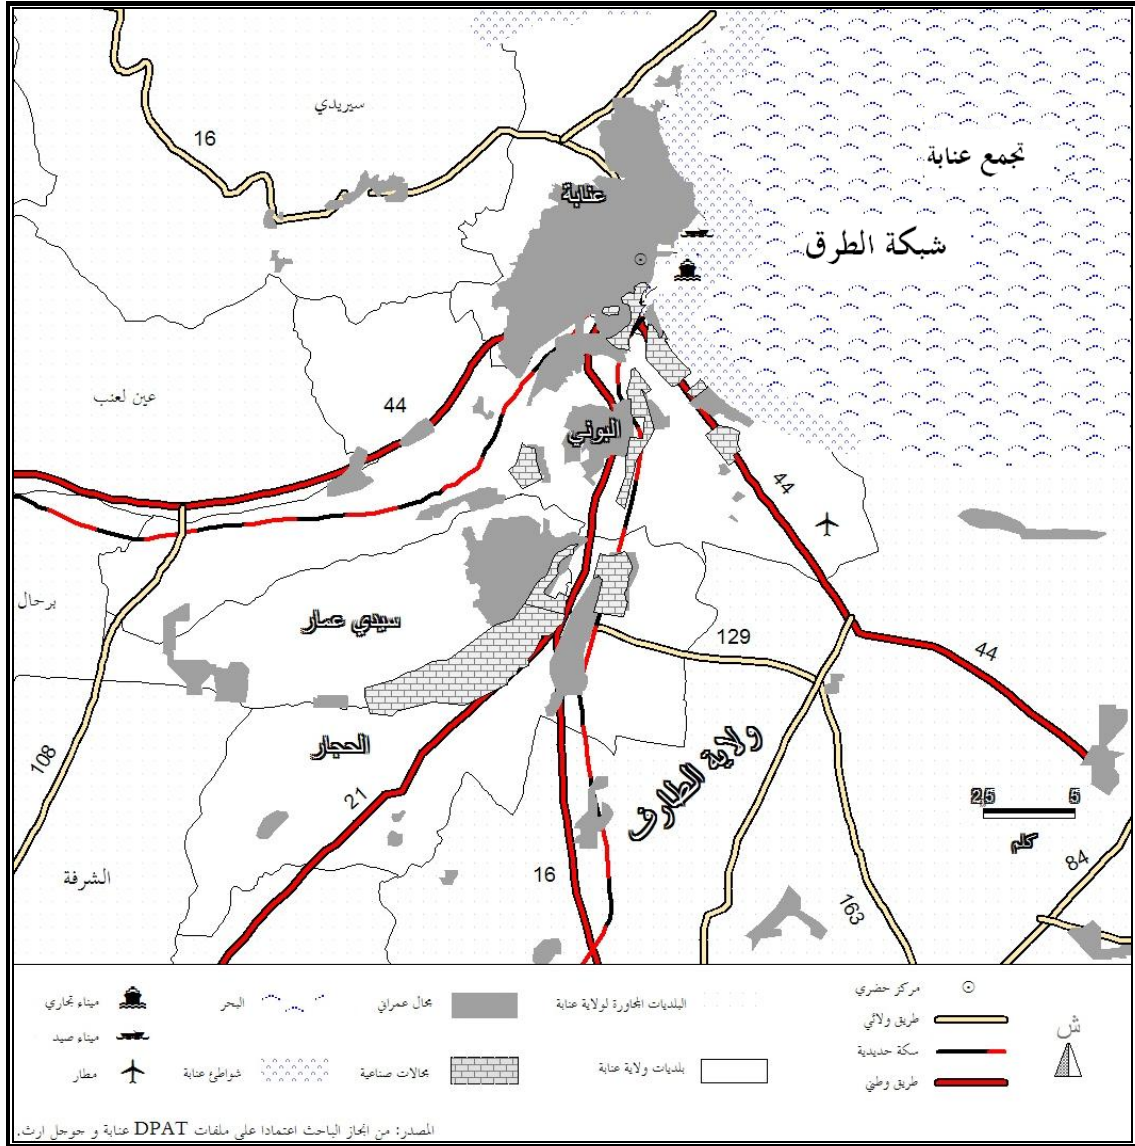 تجمع عنابة
شبكة الطرق
سيريدي
16
عنابة
عين لعنب
44
البوني
44
برحال
سيدي عمار
129
44
الحجار
108
21
ولاية الطارف
2,5 5
كلم
16
163
84
الشرفة
مركز حضري
طريق ولائي
سكة حديدية
طريق وطني
ش
البلديات المجاورة لولاية عنابة
بلديات ولاية عنابة
مجال عمراني
مجالات صناعية
البحر
شواطئ عنابة
ميناء تجاري
ميناء صيد
مطار
المصدر: من انجاز الباحث اعتمادا على ملفات DPAT عنابة و جوجل ارث.